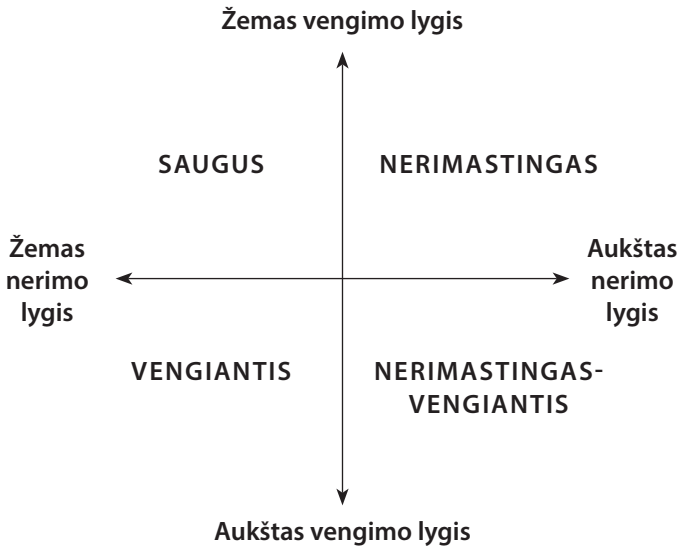 Žemas vengimo lygis
SAUGUS
NERIMASTINGAS
Žemas
nerimo
lygis
Aukštas
nerimo
lygis
VENGIANTIS
NERIMASTINGAS-
VENGIANTIS
Aukštas vengimo lygis